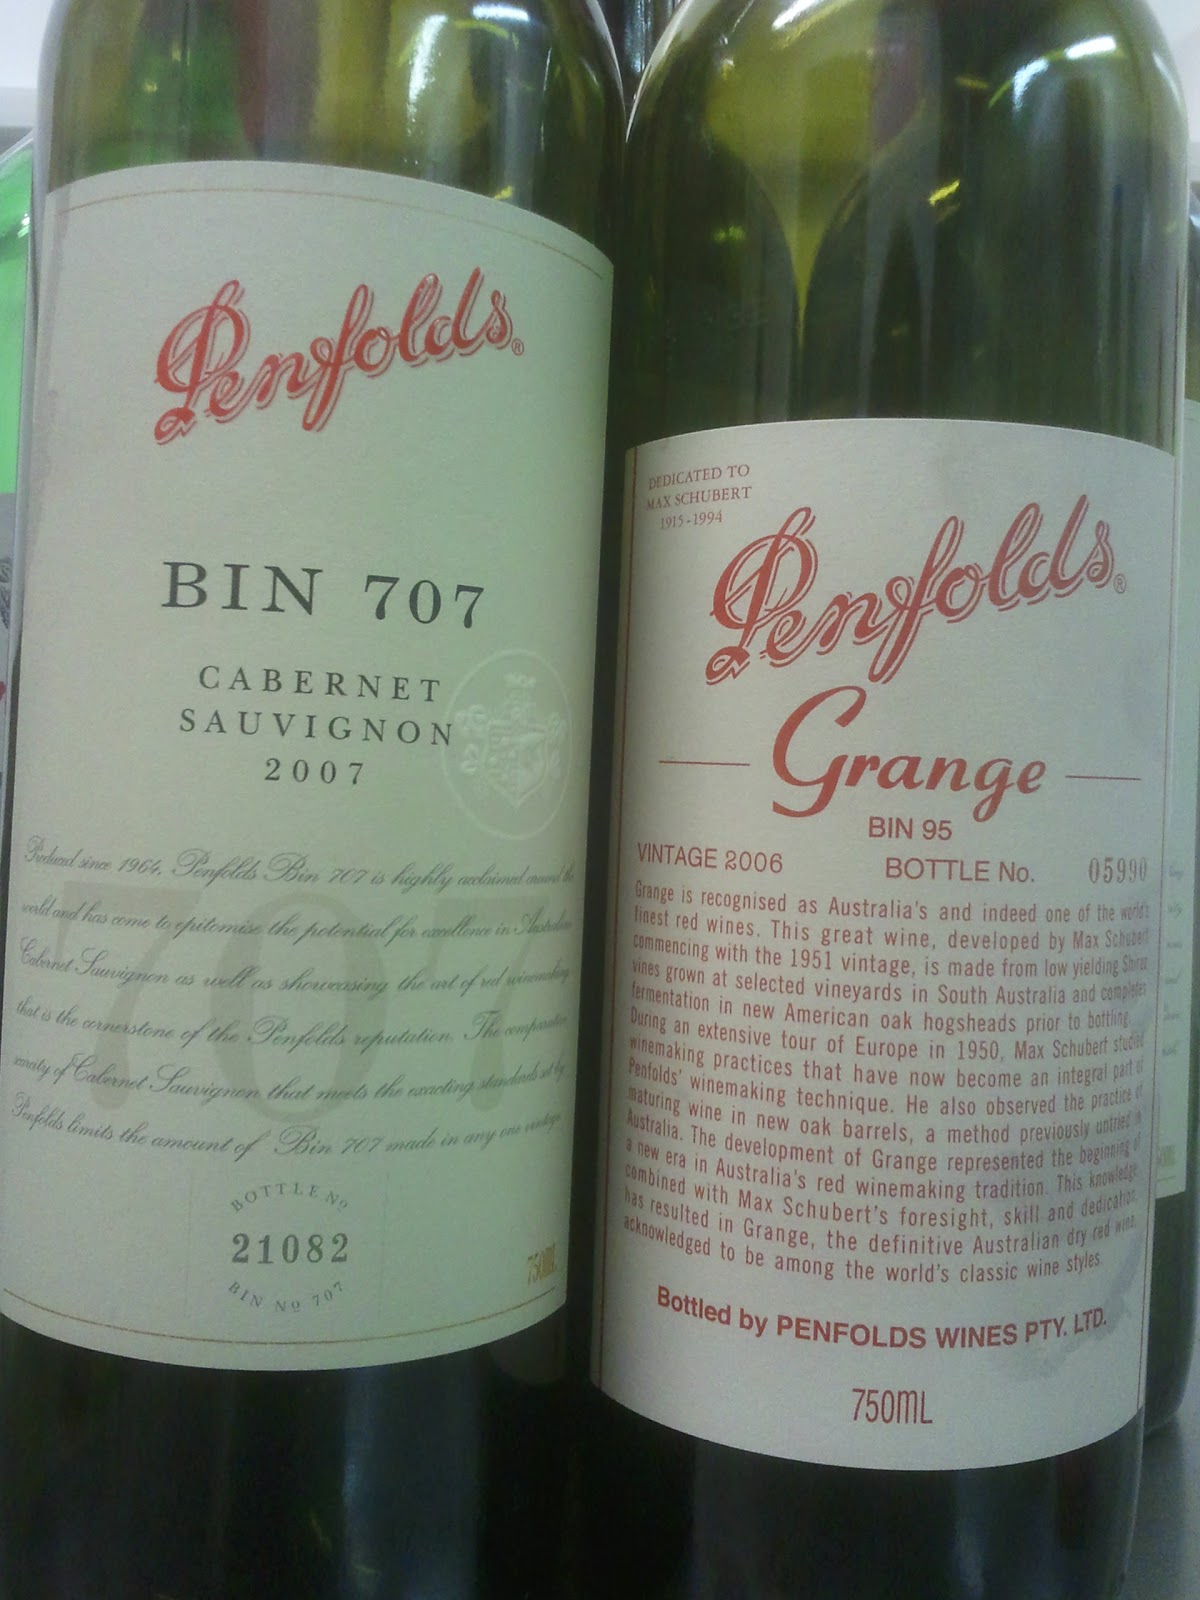 Penfolds®
BIN 707
CABERNET
SAUVIGNON
2007
Produced since 1964, Penfolds Bin 707 is highly acclaimed around the
world and has come to epitomise the potential for excellence in Australian
Cabernet Sauvignon as well as showcasing the art of red winemaking
that is the cornerstone of the Penfolds reputation. The comparative
rarity of Cabernet Sauvignon that meets the exacting standards set by
Penfolds limits the amount of Bin 707 made in any one vintage.
707
BOTTLE No
21082
BIN No 707
750ML
DEDICATED TO
MAX SCHUBERT
1915-1994
Penfolds®
Grange
BIN 95
VINTAGE 2006 BOTTLE No. 05990
Grange is recognised as Australia's and indeed one of the world's
finest red wines. This great wine, developed by Max Schubert
commencing with the 1951 vintage, is made from low yielding Shiraz
vines grown at selected vineyards in South Australia and completes
fermentation in new American oak hogsheads prior to bottling.
During an extensive tour of Europe in 1950, Max Schubert studied
winemaking practices that have now become an integral part of
Penfolds' winemaking technique. He also observed the practice of
maturing wine in new oak barrels, a method previously untried in
Australia. The development of Grange represented the beginning of
a new era in Australia's red winemaking tradition. This knowledge,
combined with Max Schubert's foresight, skill and dedication,
has resulted in Grange, the definitive Australian dry red wine,
acknowledged to be among the world's classic wine styles.
Bottled by PENFOLDS WINES PTY. LTD.
750ML